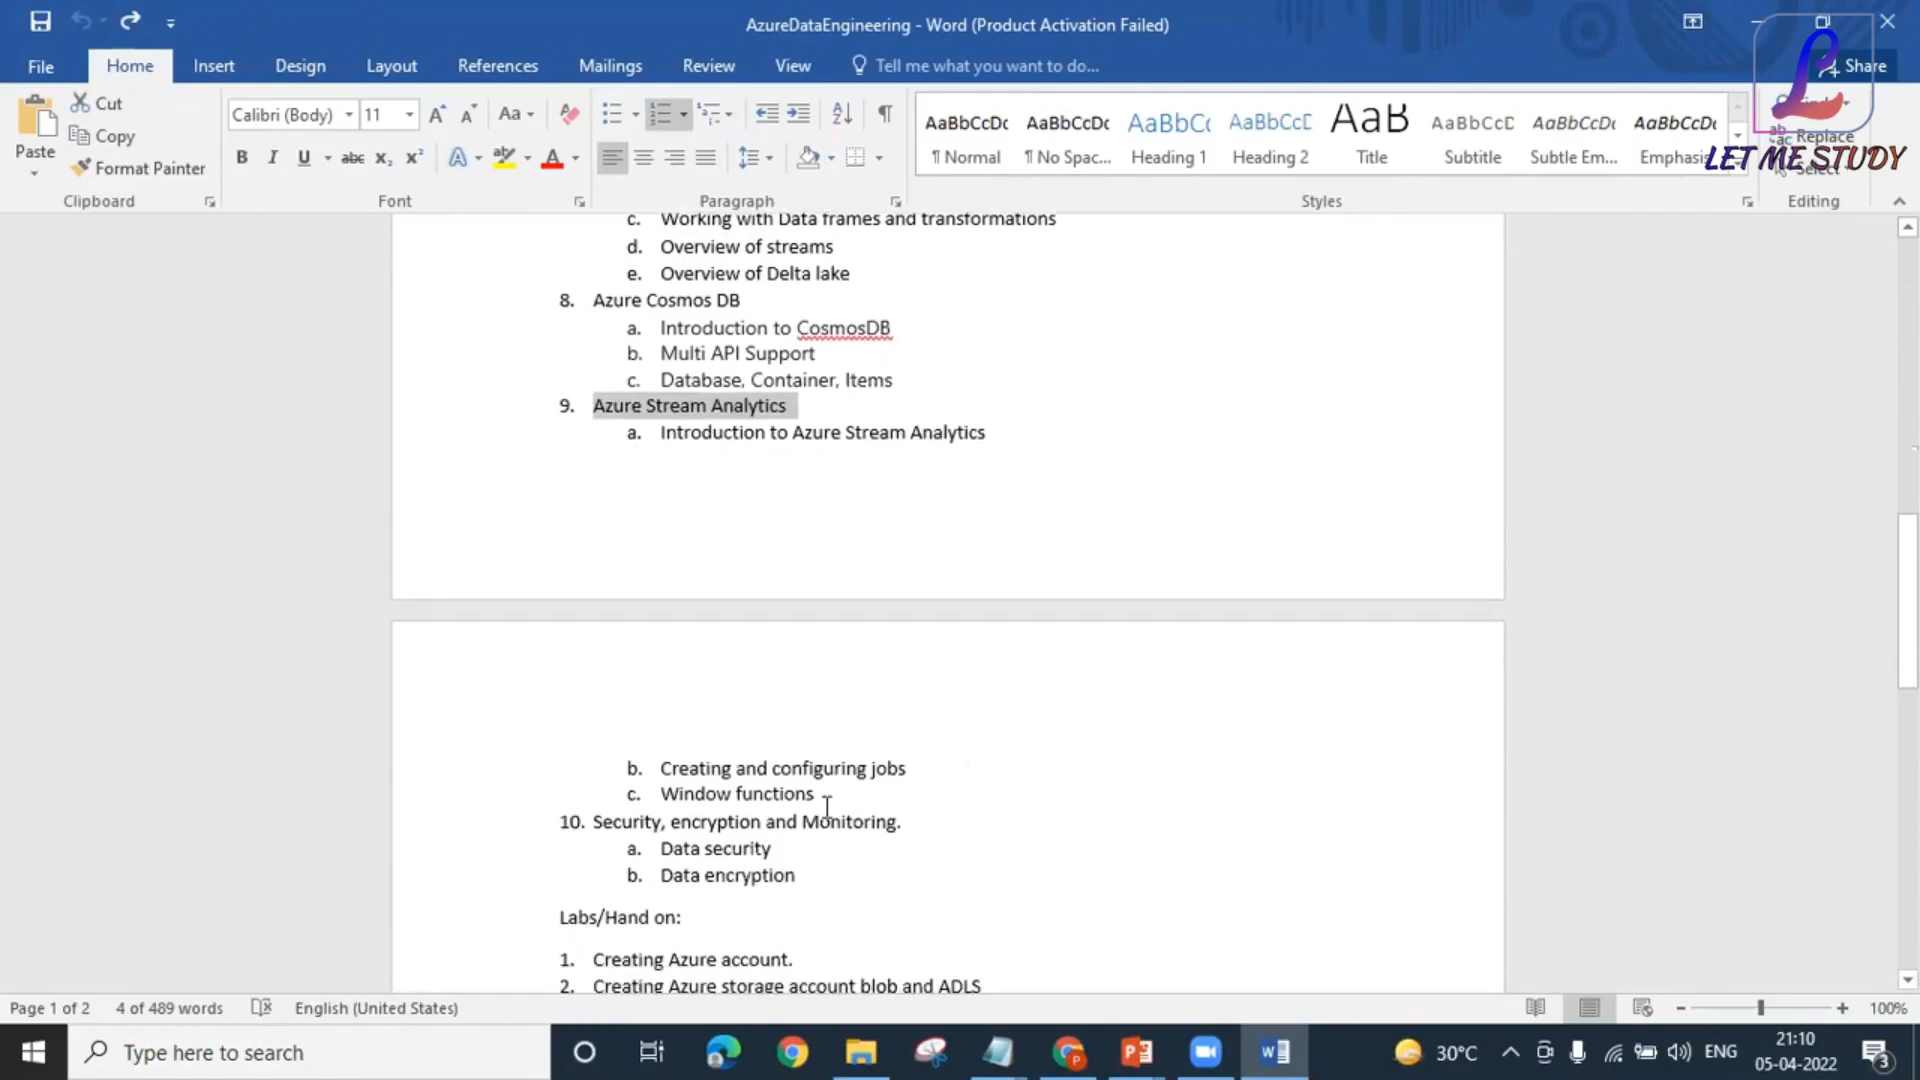 AzureDataEngineering - Word (Product Activation Failed)
File Home Insert Design Layout References Mailings Review View Tell me what you want to do... Share
Cut
Copy
Format Painter
Paste
Clipboard
Calibri (Body) 11
Font
Paragraph
AaBbCcDc AaBbCcDc AaBbC AaBbCcD AaB AaBbCcD AaBbCcDc AaBbCcDc
¶ Normal ¶ No Spac... Heading 1 Heading 2 Title Subtitle Subtle Em... Emphasis
Styles
Replace
Select
Editing
LET ME STUDY
c. Working with Data frames and transformations
d. Overview of streams
e. Overview of Delta lake
8. Azure Cosmos DB
a. Introduction to CosmosDB
b. Multi API Support
c. Database, Container, Items
9. Azure Stream Analytics
a. Introduction to Azure Stream Analytics
b. Creating and configuring jobs
c. Window functions
10. Security, encryption and Monitoring.
a. Data security
b. Data encryption
Labs/Hand on:
1. Creating Azure account.
2. Creating Azure storage account blob and ADLS
Page 1 of 2 4 of 489 words English (United States) 100%
Type here to search
30°C ENG
21:10
05-04-2022
3